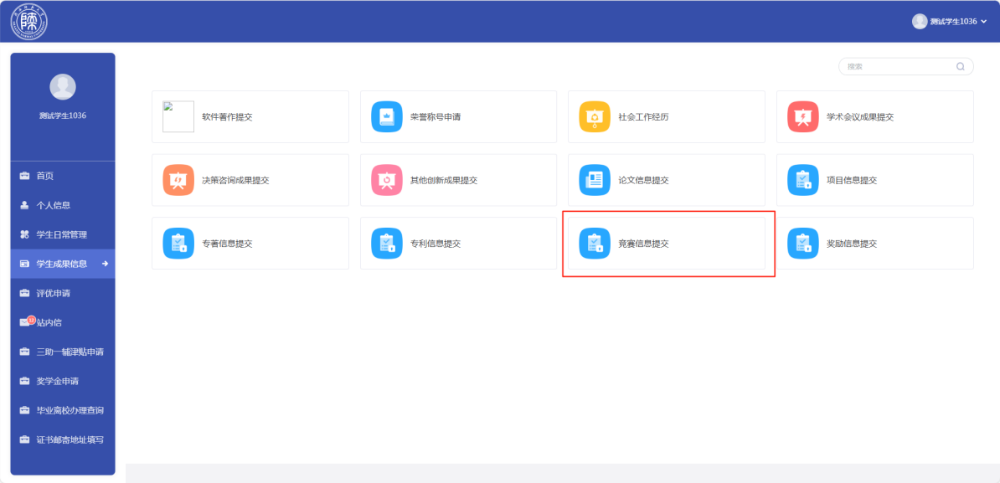 测试学生1036
测试学生1036
首页
个人信息
学生日常管理
学生成果信息
评优申请
12
站内信
三助一辅津贴申请
奖学金申请
毕业离校办理查询
证书邮寄地址填写
搜索
软件著作提交
荣誉称号申请
社会工作经历
学术会议成果提交
决策咨询成果提交
其他创新成果提交
论文信息提交
项目信息提交
专著信息提交
专利信息提交
竞赛信息提交
奖励信息提交